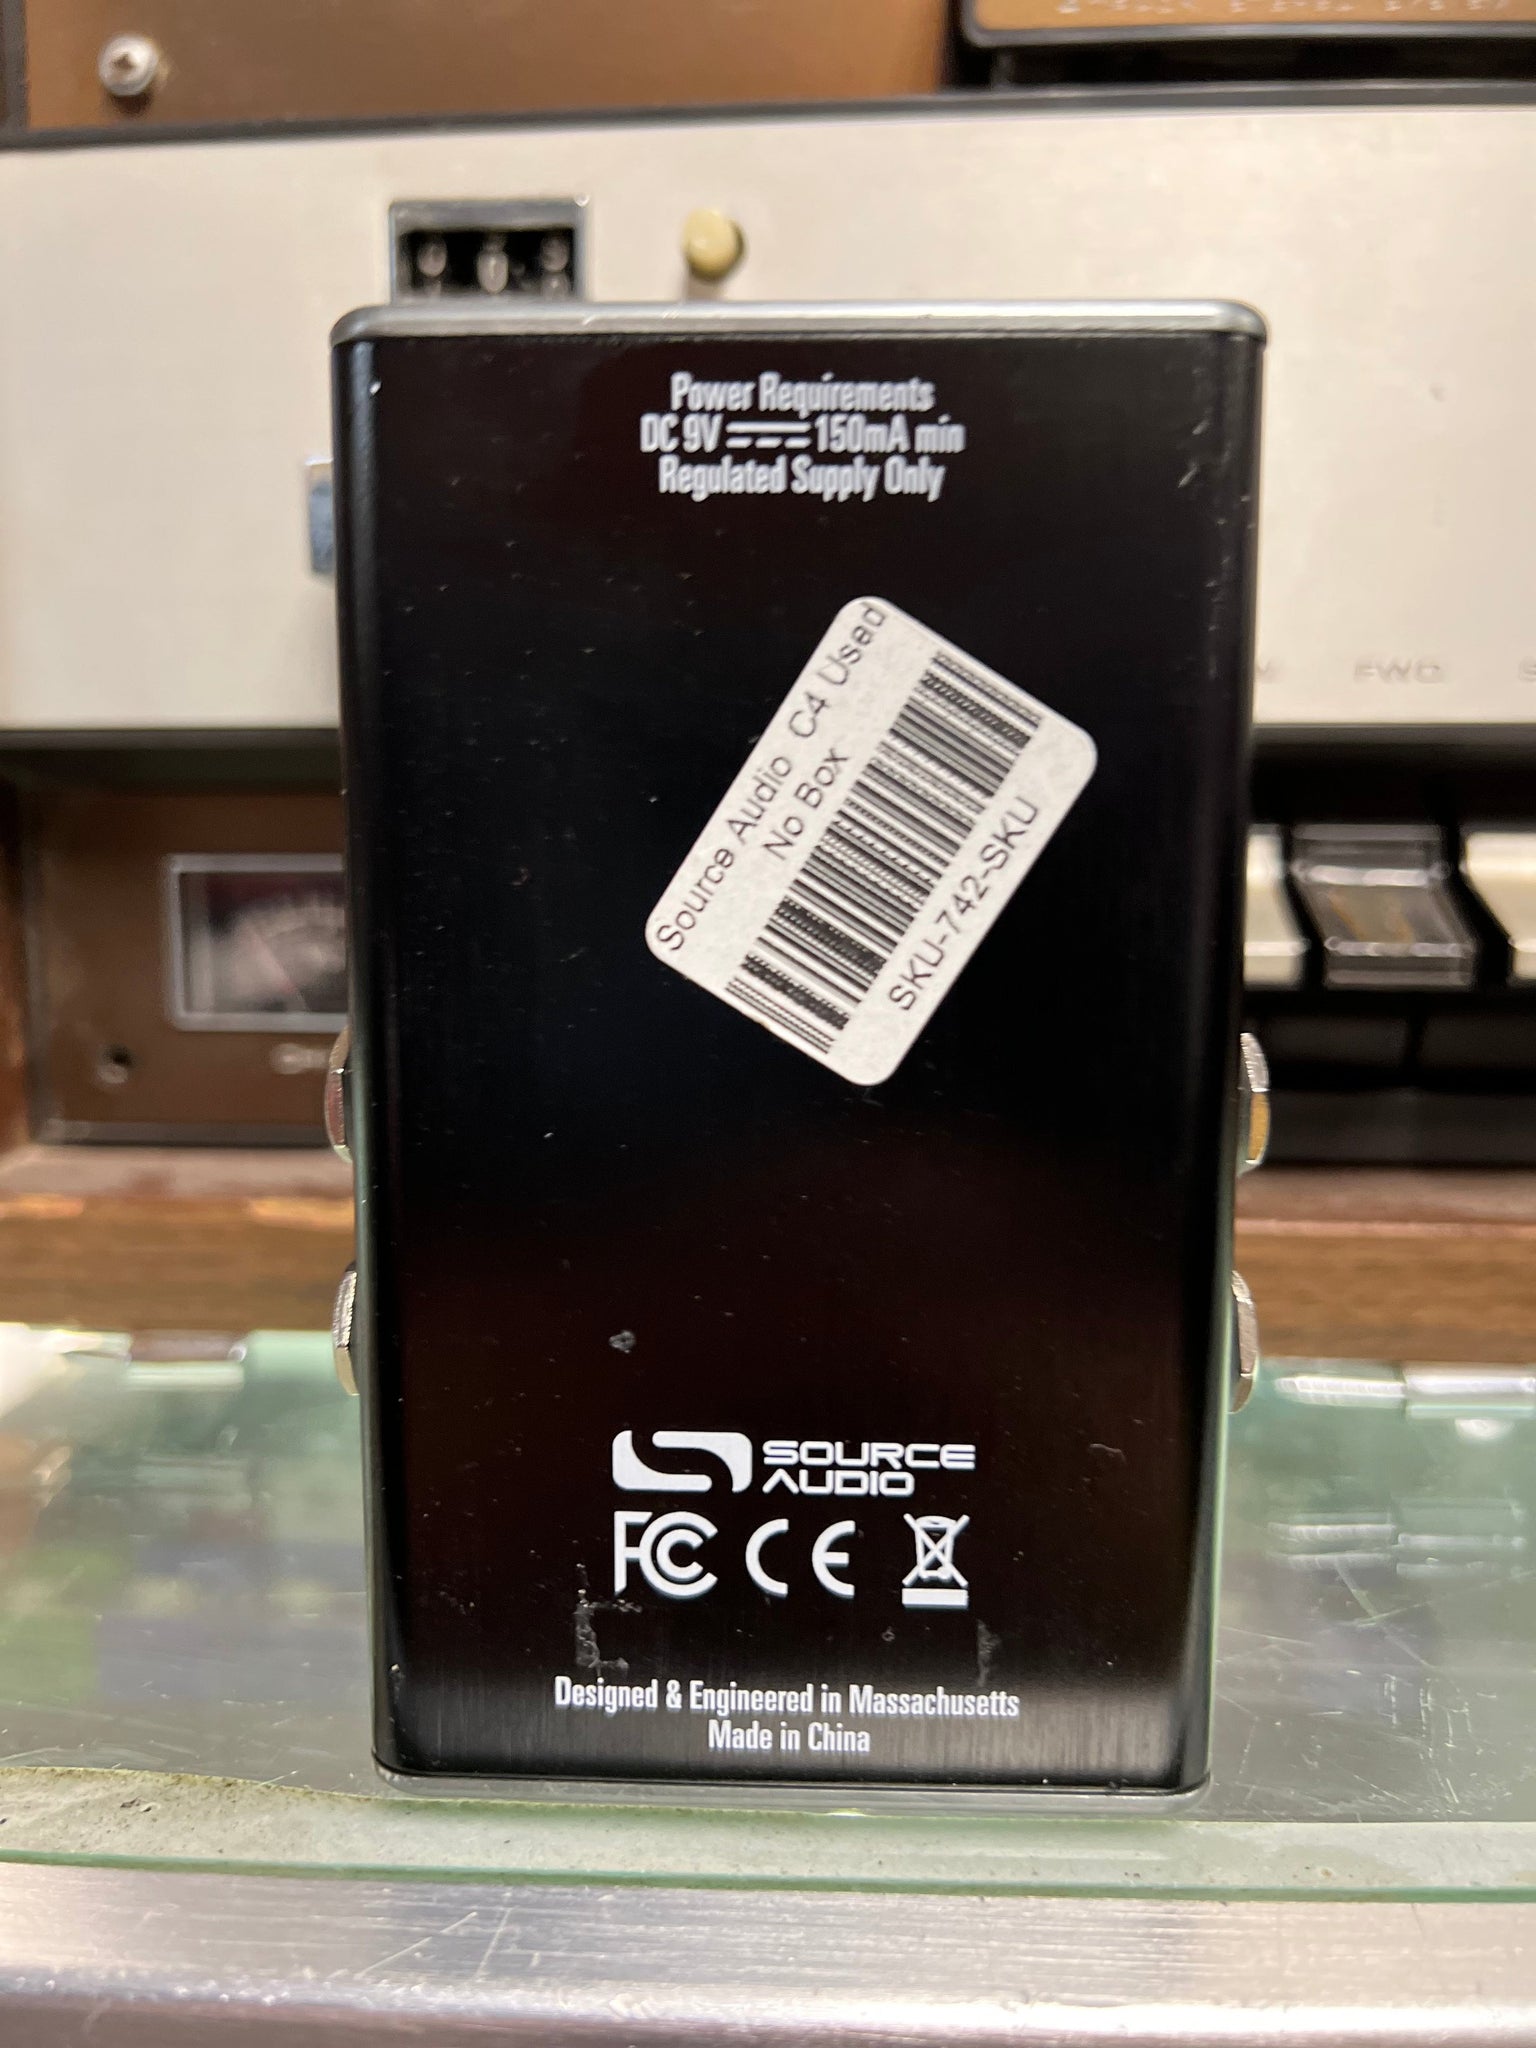 Power Requirements
DC 9V 150mA min
Regulated Supply Only
Source Audio C4 Used
No Box
SKU-742-SKU
SOURCE
AUDIO
FC CE
Designed & Engineered in Massachusetts
Made in China
FWD